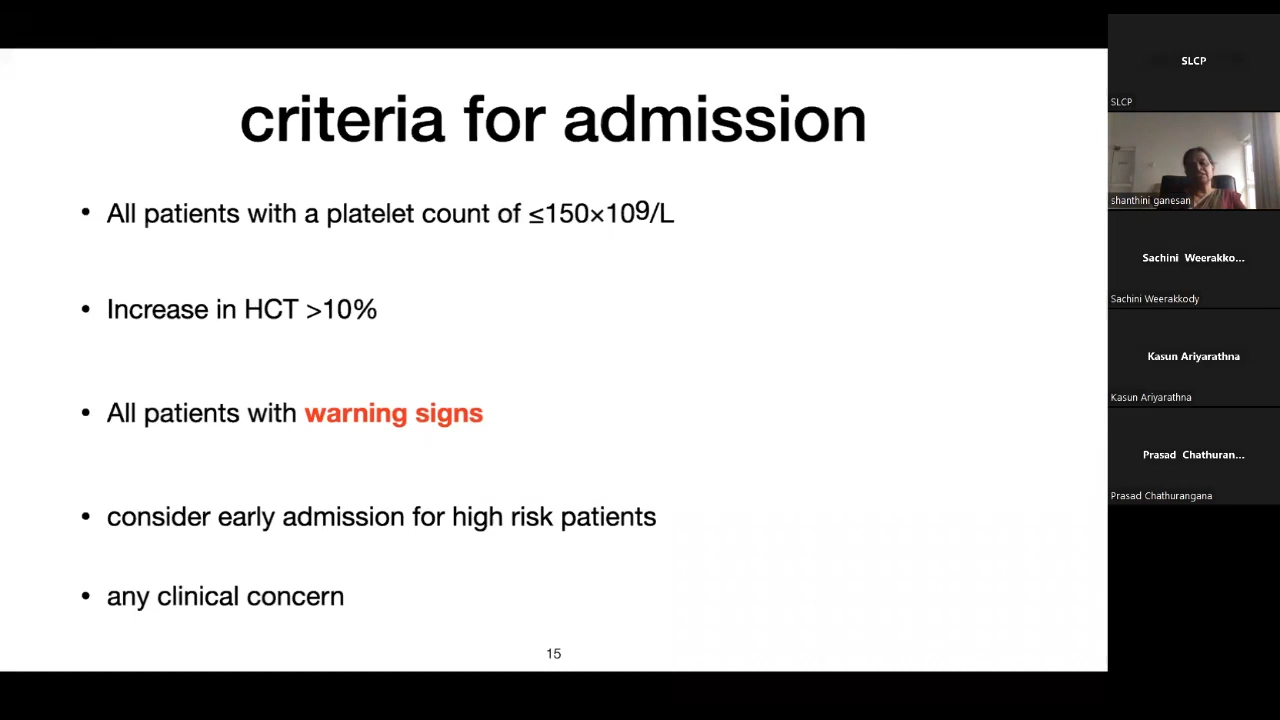 criteria for admission
• All patients with a platelet count of ≤150×10⁹/L
• Increase in HCT >10%
• All patients with warning signs
• consider early admission for high risk patients
• any clinical concern
15
SLCP
SLCP
shanthini ganesan
Sachini Weerakko...
Sachini Weerakkody
Kasun Ariyarathna
Kasun Ariyarathna
Prasad Chathuran...
Prasad Chathurangana